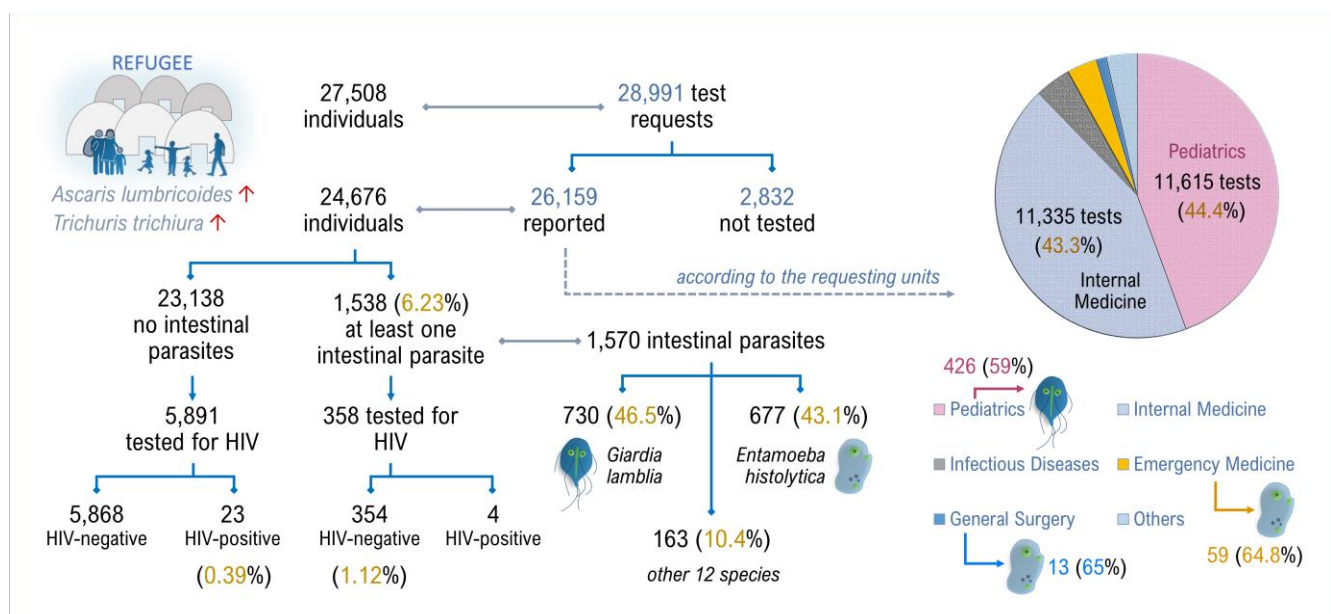 REFUGEE
Ascaris lumbricoides ↑
Trichuris trichiura ↑
27,508
individuals
28,991 test
requests
24,676
individuals
26,159
reported
2,832
not tested
according to the requesting units
23,138
no intestinal
parasites
1,538 (6.23%)
at least one
intestinal parasite
1,570 intestinal parasites
5,891
tested for HIV
358 tested for
HIV
730 (46.5%)
Giardia
lamblia
677 (43.1%)
Entamoeba
histolytica
5,868
HIV-negative
23
HIV-positive
(0.39%)
354
HIV-negative
(1.12%)
4
HIV-positive
163 (10.4%)
other 12 species
Pediatrics
11,615 tests
(44.4%)
11,335 tests
(43.3%)
Internal
Medicine
426 (59%)
Pediatrics
Internal Medicine
Infectious Diseases
Emergency Medicine
General Surgery
Others
13 (65%)
59 (64.8%)